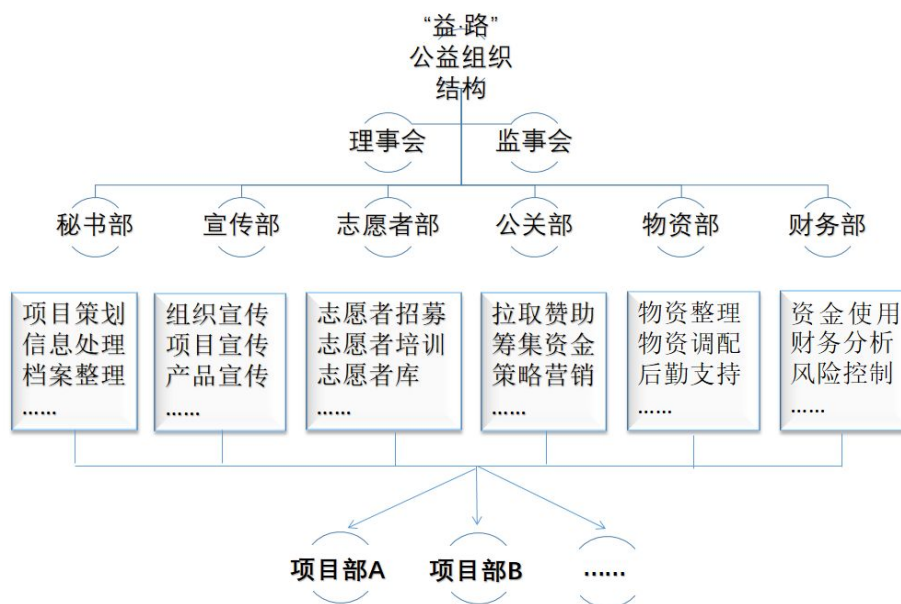 “益·路”
公益组织
结构
理事会
监事会
秘书部
宣传部
志愿者部
公关部
物资部
财务部
项目策划
信息处理
档案整理
……
组织宣传
项目宣传
产品宣传
……
志愿者招募
志愿者培训
志愿者库
……
拉取赞助
筹集资金
策略营销
……
物资整理
物资调配
后勤支持
……
资金使用
财务分析
风险控制
……
项目部A
项目部B
……